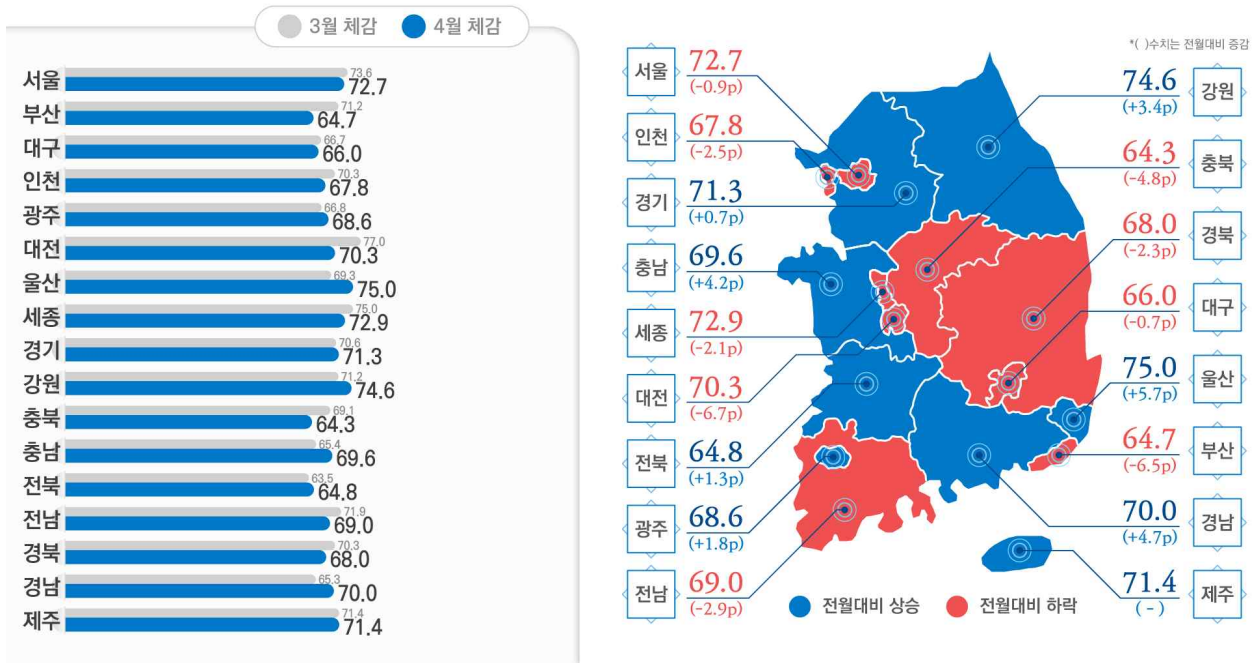 3월 체감 4월 체감
서울 73.6 72.7
부산 71.2 64.7
대구 66.7 66.0
인천 70.3 67.8
광주 66.8 68.6
대전 77.0 70.3
울산 69.3 75.0
세종 75.0 72.9
경기 70.6 71.3
강원 71.2 74.6
충북 69.1 64.3
충남 65.4 69.6
전북 63.5 64.8
전남 71.9 69.0
경북 70.3 68.0
경남 65.3 70.0
제주 71.4 71.4
*( )수치는 전월대비 증감
서울 72.7
(-0.9p)
인천 67.8
(-2.5p)
경기 71.3
(+0.7p)
충남 69.6
(+4.2p)
세종 72.9
(-2.1p)
대전 70.3
(-6.7p)
전북 64.8
(+1.3p)
광주 68.6
(+1.8p)
전남 69.0
(-2.9p)
74.6 강원
(+3.4p)
64.3 충북
(-4.8p)
68.0 경북
(-2.3p)
66.0 대구
(-0.7p)
75.0 울산
(+5.7p)
64.7 부산
(-6.5p)
70.0 경남
(+4.7p)
71.4 제주
( - )
전월대비 상승 전월대비 하락